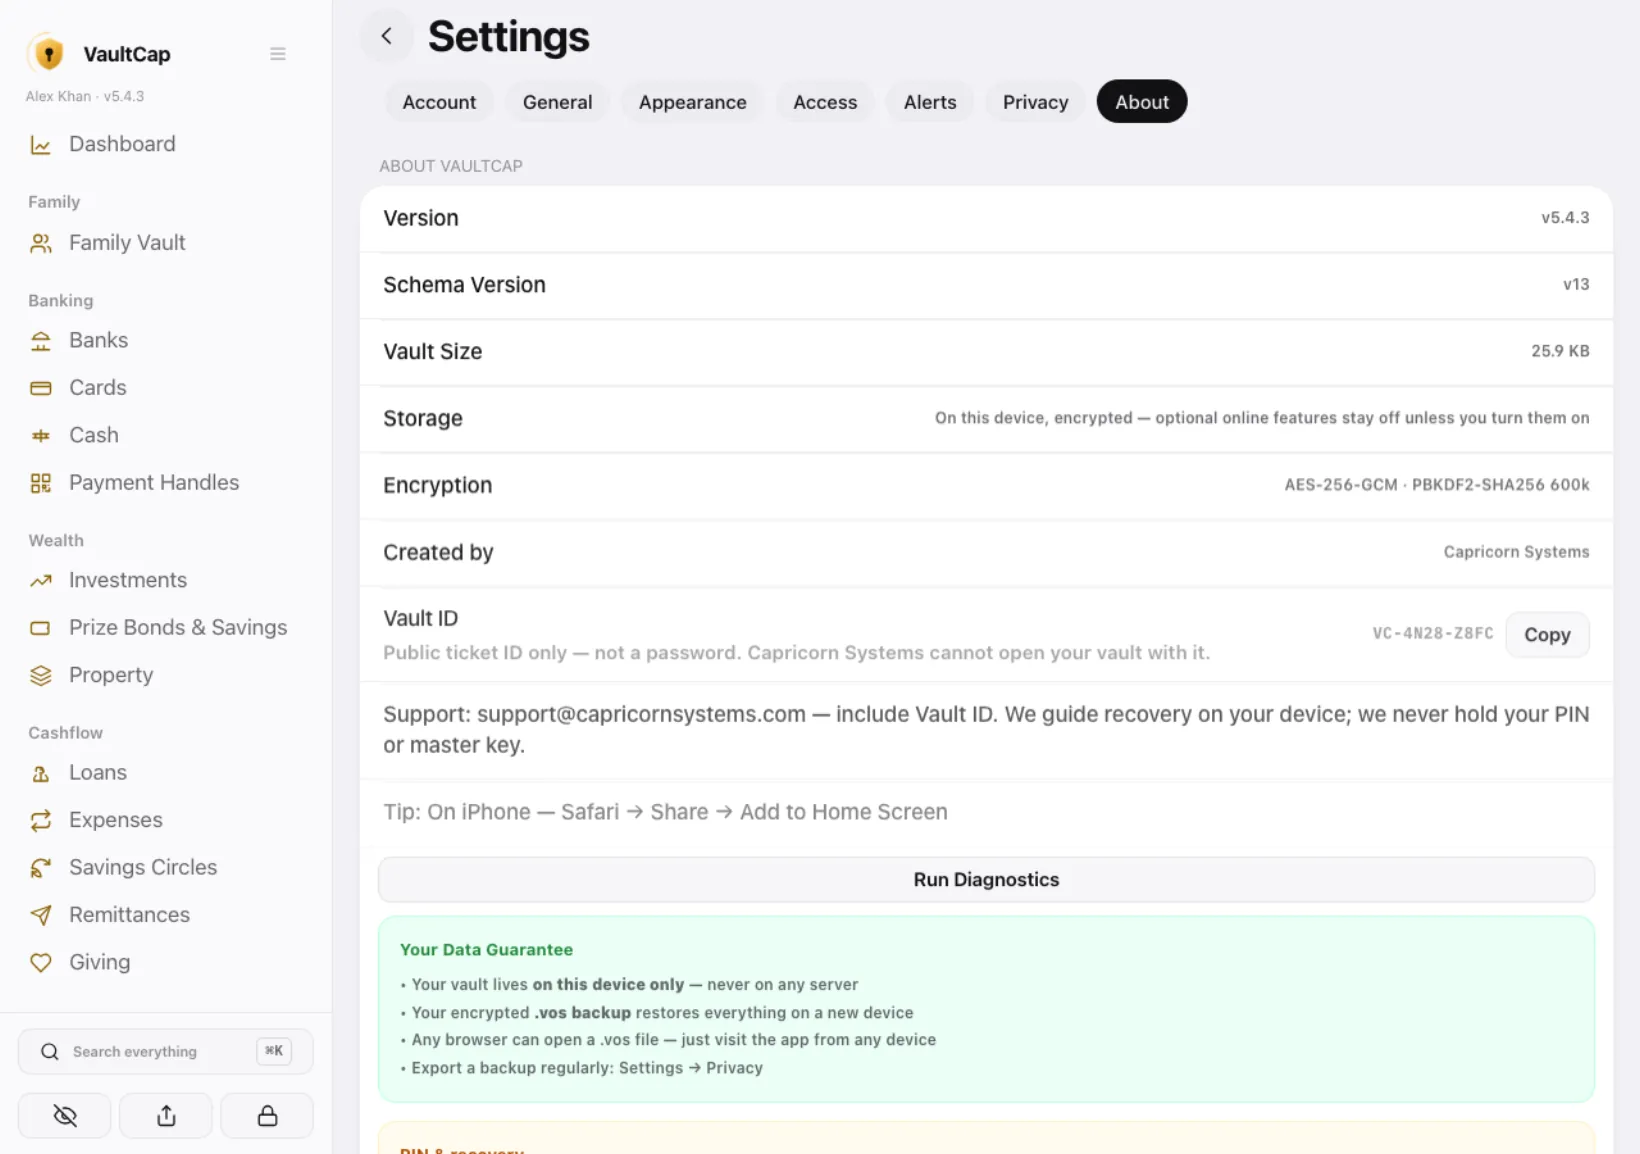 VaultCap
Alex Khan · v5.4.3
Dashboard
Family
Family Vault
Banking
Banks
Cards
Cash
Payment Handles
Wealth
Investments
Prize Bonds & Savings
Property
Cashflow
Loans
Expenses
Savings Circles
Remittances
Giving
Search everything
⌘K
Settings
Account
General
Appearance
Access
Alerts
Privacy
About
ABOUT VAULTCAP
Version
v5.4.3
Schema Version
v13
Vault Size
25.9 KB
Storage
On this device, encrypted — optional online features stay off unless you turn them on
Encryption
AES-256-GCM · PBKDF2-SHA256 600k
Created by
Capricorn Systems
Vault ID
Public ticket ID only — not a password. Capricorn Systems cannot open your vault with it.
VC-4N28-Z8FC
Copy
Support: support@capricornsystems.com — include Vault ID. We guide recovery on your device; we never hold your PIN
or master key.
Tip: On iPhone — Safari → Share → Add to Home Screen
Run Diagnostics
Your Data Guarantee
• Your vault lives on this device only — never on any server
• Your encrypted .vos backup restores everything on a new device
• Any browser can open a .vos file — just visit the app from any device
• Export a backup regularly: Settings → Privacy
PIN & recovery